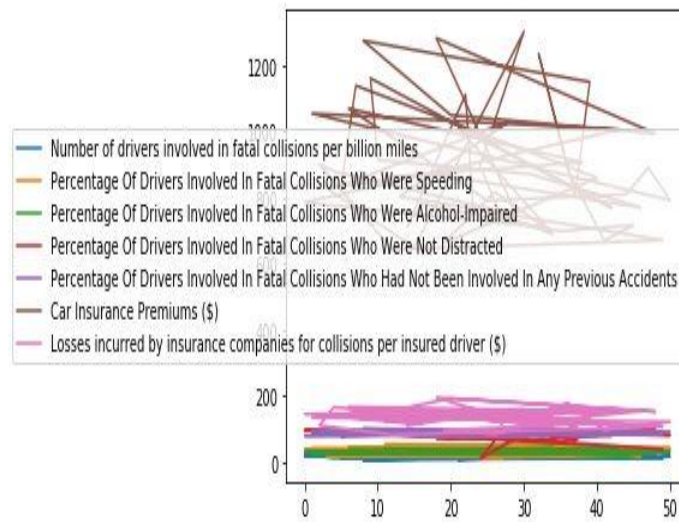 1200
1000
Number of drivers involved in fatal collisions per billion miles
Percentage Of Drivers Involved In Fatal Collisions Who Were Speeding
800
Percentage Of Drivers Involved In Fatal Collisions Who Were Alcohol-Impaired
Percentage Of Drivers Involved In Fatal Collisions Who Were Not Distracted
600
Percentage Of Drivers Involved In Fatal Collisions Who Had Not Been Involved In Any Previous Accidents
Car Insurance Premiums ($)
400
Losses incurred by insurance companies for collisions per insured driver ($)
200
0
0 10 20 30 40 50